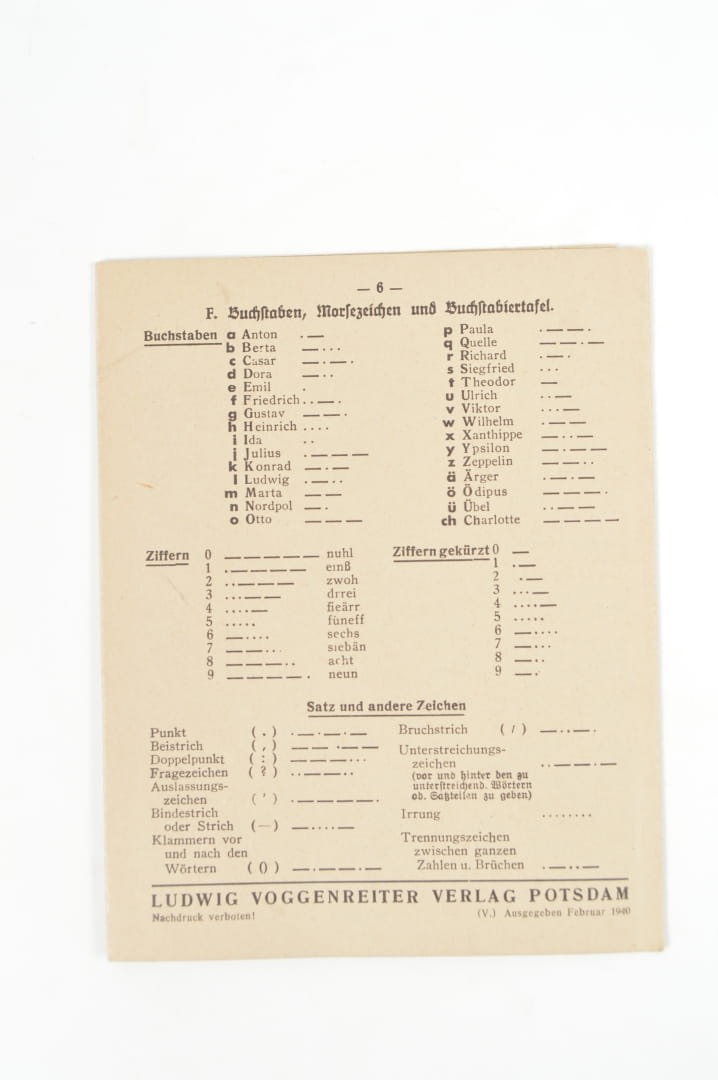 — 6 —
F. Buchstaben, Morsezeichen und Buchstabiertafel.
Buchstaben a Anton . —
b Berta — . . .
c Cäsar — . — .
d Dora — . .
e Emil .
f Friedrich . . — .
g Gustav — — .
h Heinrich . . . .
i Ida . .
j Julius . — — —
k Konrad — . —
l Ludwig . — . .
m Marta — —
n Nordpol — .
o Otto — — —
p Paula . — — .
q Quelle — — . —
r Richard . — .
s Siegfried . . .
t Theodor —
u Ulrich . . —
v Viktor . . . —
w Wilhelm . — —
x Xanthippe — . . —
y Ypsilon — . — —
z Zeppelin — — . .
ä Ärger . — . —
ö Ödipus — — — .
ü Übel . . — —
ch Charlotte — — — —
Ziffern 0 — — — — — nuhl
1 . — — — — einß
2 . . — — — zwoh
3 . . . — — drrei
4 . . . . — fieärr
5 . . . . . füneff
6 — . . . . sechs
7 — — . . . siebän
8 — — — . . acht
9 — — — — . neun
Ziffern gekürzt 0 —
1 . —
2 . . —
3 . . . —
4 . . . . —
5 . . . . .
6 — . . . .
7 — . . .
8 — . .
9 — .
Satz und andere Zeichen
Punkt ( . ) . — . — . —
Beistrich ( , ) — — . . — —
Doppelpunkt ( : ) — — — . . .
Fragezeichen ( ? ) . . — — . .
Auslassungs-
zeichen ( ' ) . — — — — .
Bindestrich
oder Strich ( — ) — . . . . —
Klammern vor
und nach den
Wörtern ( () ) — . — — . —
Bruchstrich ( / ) — . . — .
Unterstreichungs-
zeichen . . — — . —
(vor und hinter den zu
unterstreichend. Wörtern
od. Satzteilen zu geben)
Irrung . . . . . . . .
Trennungszeichen
zwischen ganzen
Zahlen u. Brüchen . — . . —
LUDWIG VOGGENREITER VERLAG POTSDAM
Nachdruck verboten!
(V.) Ausgegeben Februar 1940